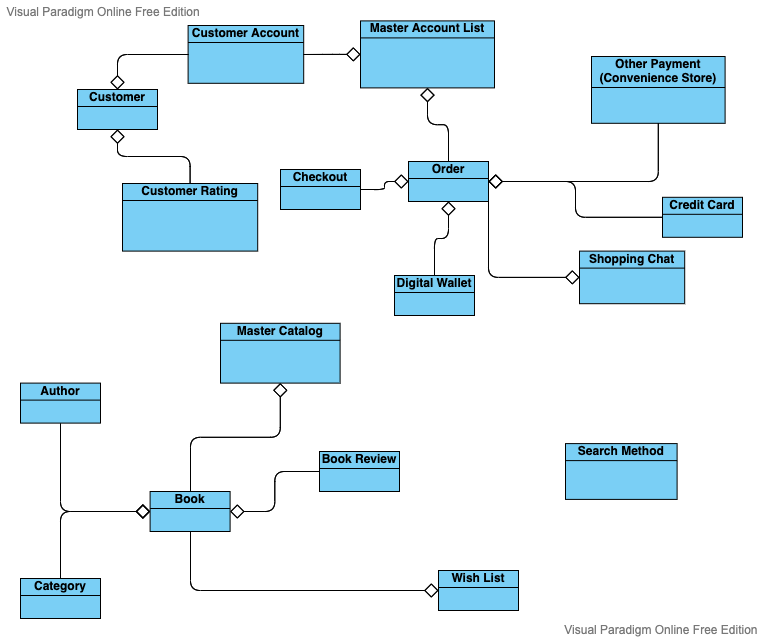 Visual Paradigm Online Free Edition
Customer Account
Master Account List
Other Payment
(Convenience Store)
Customer
Order
Checkout
Customer Rating
Credit Card
Shopping Chat
Digital Wallet
Master Catalog
Author
Book Review
Search Method
Book
Wish List
Category
Visual Paradigm Online Free Edition